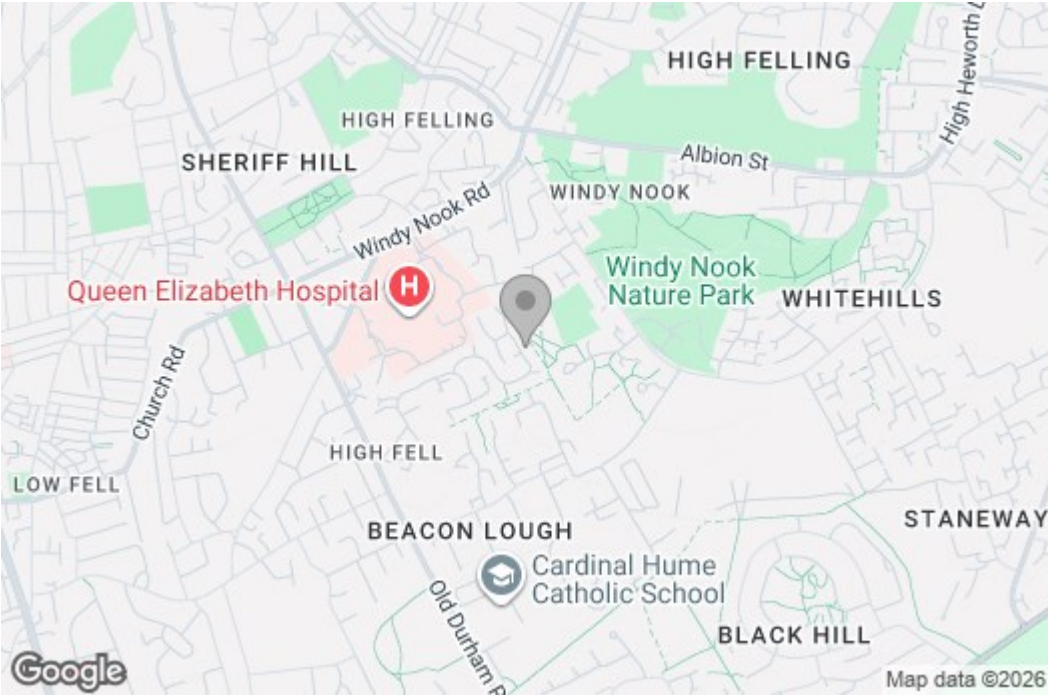 HIGH FELLING
High Heworth L
HIGH FELLING
SHERIFF HILL
Albion St
WINDY NOOK
Windy Nook Rd
Queen Elizabeth Hospital
H
Windy Nook
Nature Park
WHITEHILLS
Church Rd
HIGH FELL
LOW FELL
BEACON LOUGH
STANEWAY
Cardinal Hume
Catholic School
Old Durham R
BLACK HILL
Google
Map data ©2026